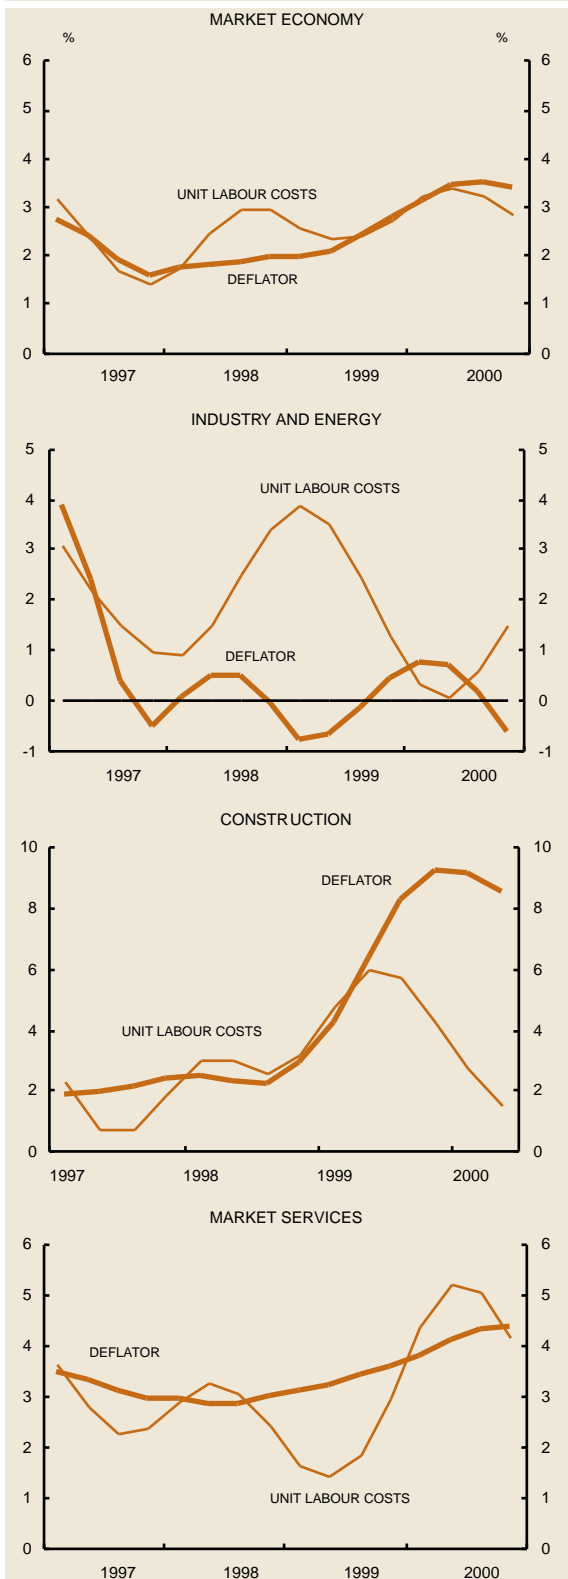 MARKET ECONOMY
% %
6 6
5 5
4 4
UNIT LABOUR COSTS
3 3
2 2
DEFLATOR
1 1
0 0
1997 1998 1999 2000
INDUSTRY AND ENERGY
5 5
UNIT LABOUR COSTS
4 4
3 3
2 2
1 1
DEFLATOR
0 0
-1 -1
1997 1998 1999 2000
CONSTRUCTION
10 10
DEFLATOR
8 8
6 6
4 4
UNIT LABOUR COSTS
2 2
0 0
1997 1998 1999 2000
MARKET SERVICES
6 6
5 5
4 4
DEFLATOR
3 3
2 2
UNIT LABOUR COSTS
1 1
0 0
1997 1998 1999 2000